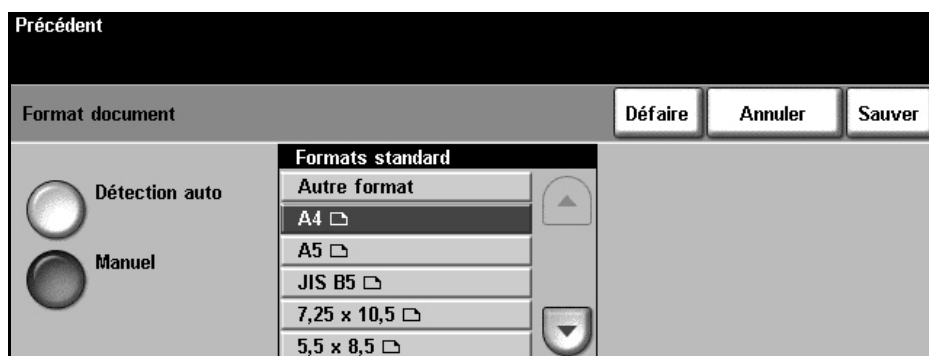 Précédent
Format document
Défaire
Annuler
Sauver
Détection auto
Manuel
Formats standard
Autre format
A4
A5
JIS B5
7,25 x 10,5
5,5 x 8,5